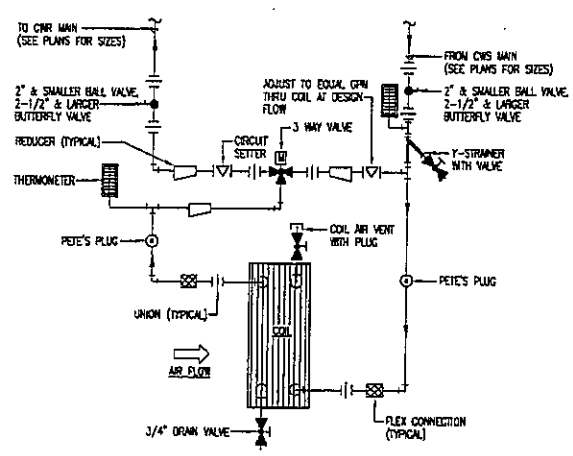 TO CWR MAIN
(SEE PLANS FOR SIZES)
FROM CWS MAIN
(SEE PLANS FOR SIZES)
2" & SMALLER BALL VALVE,
2-1/2" & LARGER
BUTTERFLY VALVE
ADJUST TO EQUAL GPM
THRU COIL AT DESIGN
FLOW
2" & SMALLER BALL VALVE,
2-1/2" & LARGER
BUTTERFLY VALVE
REDUCER (TYPICAL)
CIRCUIT
SETTER
3 WAY VALVE
M
Y-STRAINER
WITH VALVE
THERMOMETER
PETE'S PLUG
COIL AIR VENT
WITH PLUG
PETE'S PLUG
UNION (TYPICAL)
COIL
AIR FLOW
3/4" DRAIN VALVE
FLEX CONNECTION
(TYPICAL)